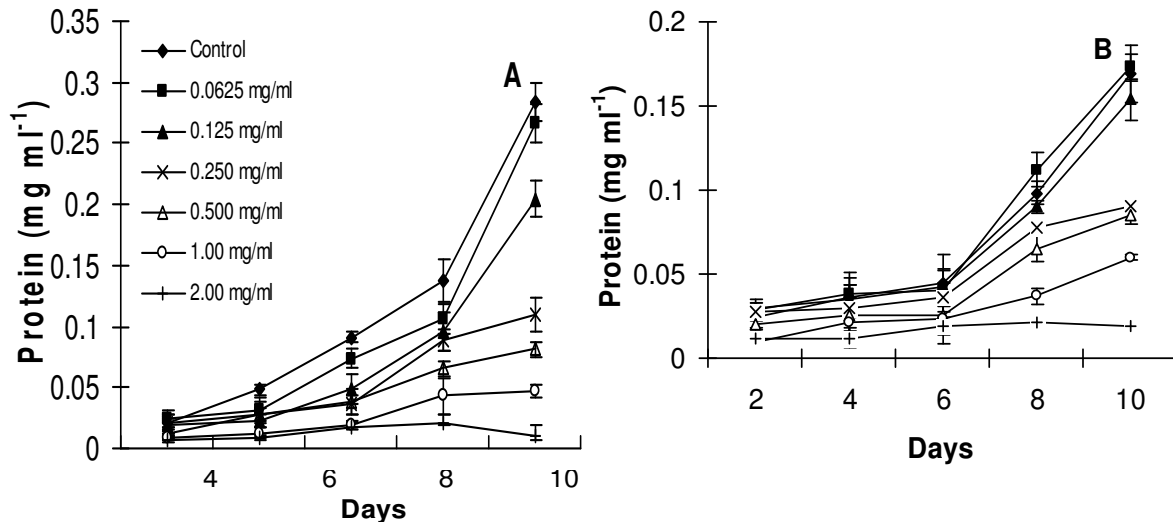 A
Protein (mg ml-1)
0.35
0.3
0.25
0.2
0.15
0.1
0.05
0
Control
0.0625 mg/ml
0.125 mg/ml
0.250 mg/ml
0.500 mg/ml
1.00 mg/ml
2.00 mg/ml
4 6 8 10
Days
B
Protein (mg ml-1)
0.2
0.15
0.1
0.05
0
2 4 6 8 10
Days